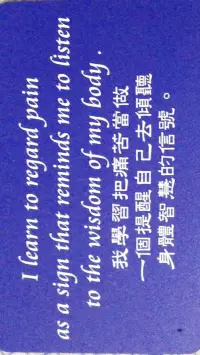 I learn to regard pain
as a sign that reminds me to listen
to the wisdom of my body .
我學習把痛苦當做
一個提醒自己去傾聽
身體智慧的信號。